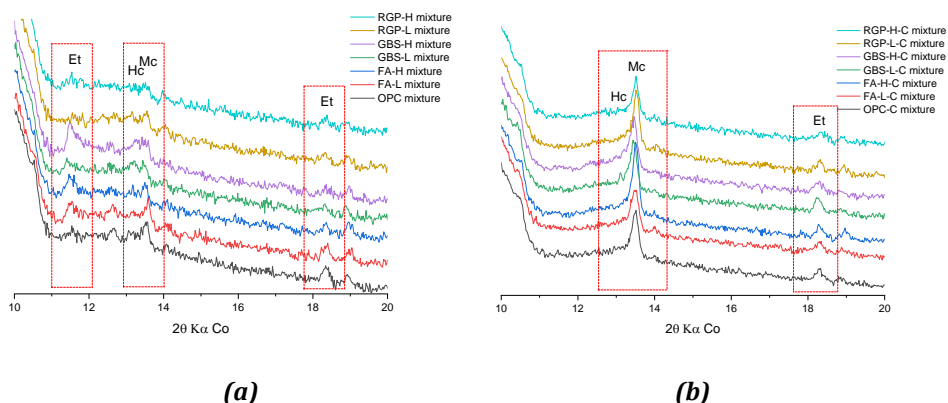 RGP-H mixture
RGP-L mixture
GBS-H mixture
GBS-L mixture
FA-H mixture
FA-L mixture
OPC mixture
Et
Hc
Mc
Et
10 12 14 16 18 20
2θ Kα Co
(a)
RGP-H-C mixture
RGP-L-C mixture
GBS-H-C mixture
GBS-L-C mixture
FA-H-C mixture
FA-L-C mixture
OPC-C mixture
Mc
Hc
Et
10 12 14 16 18 20
2θ Kα Co
(b)